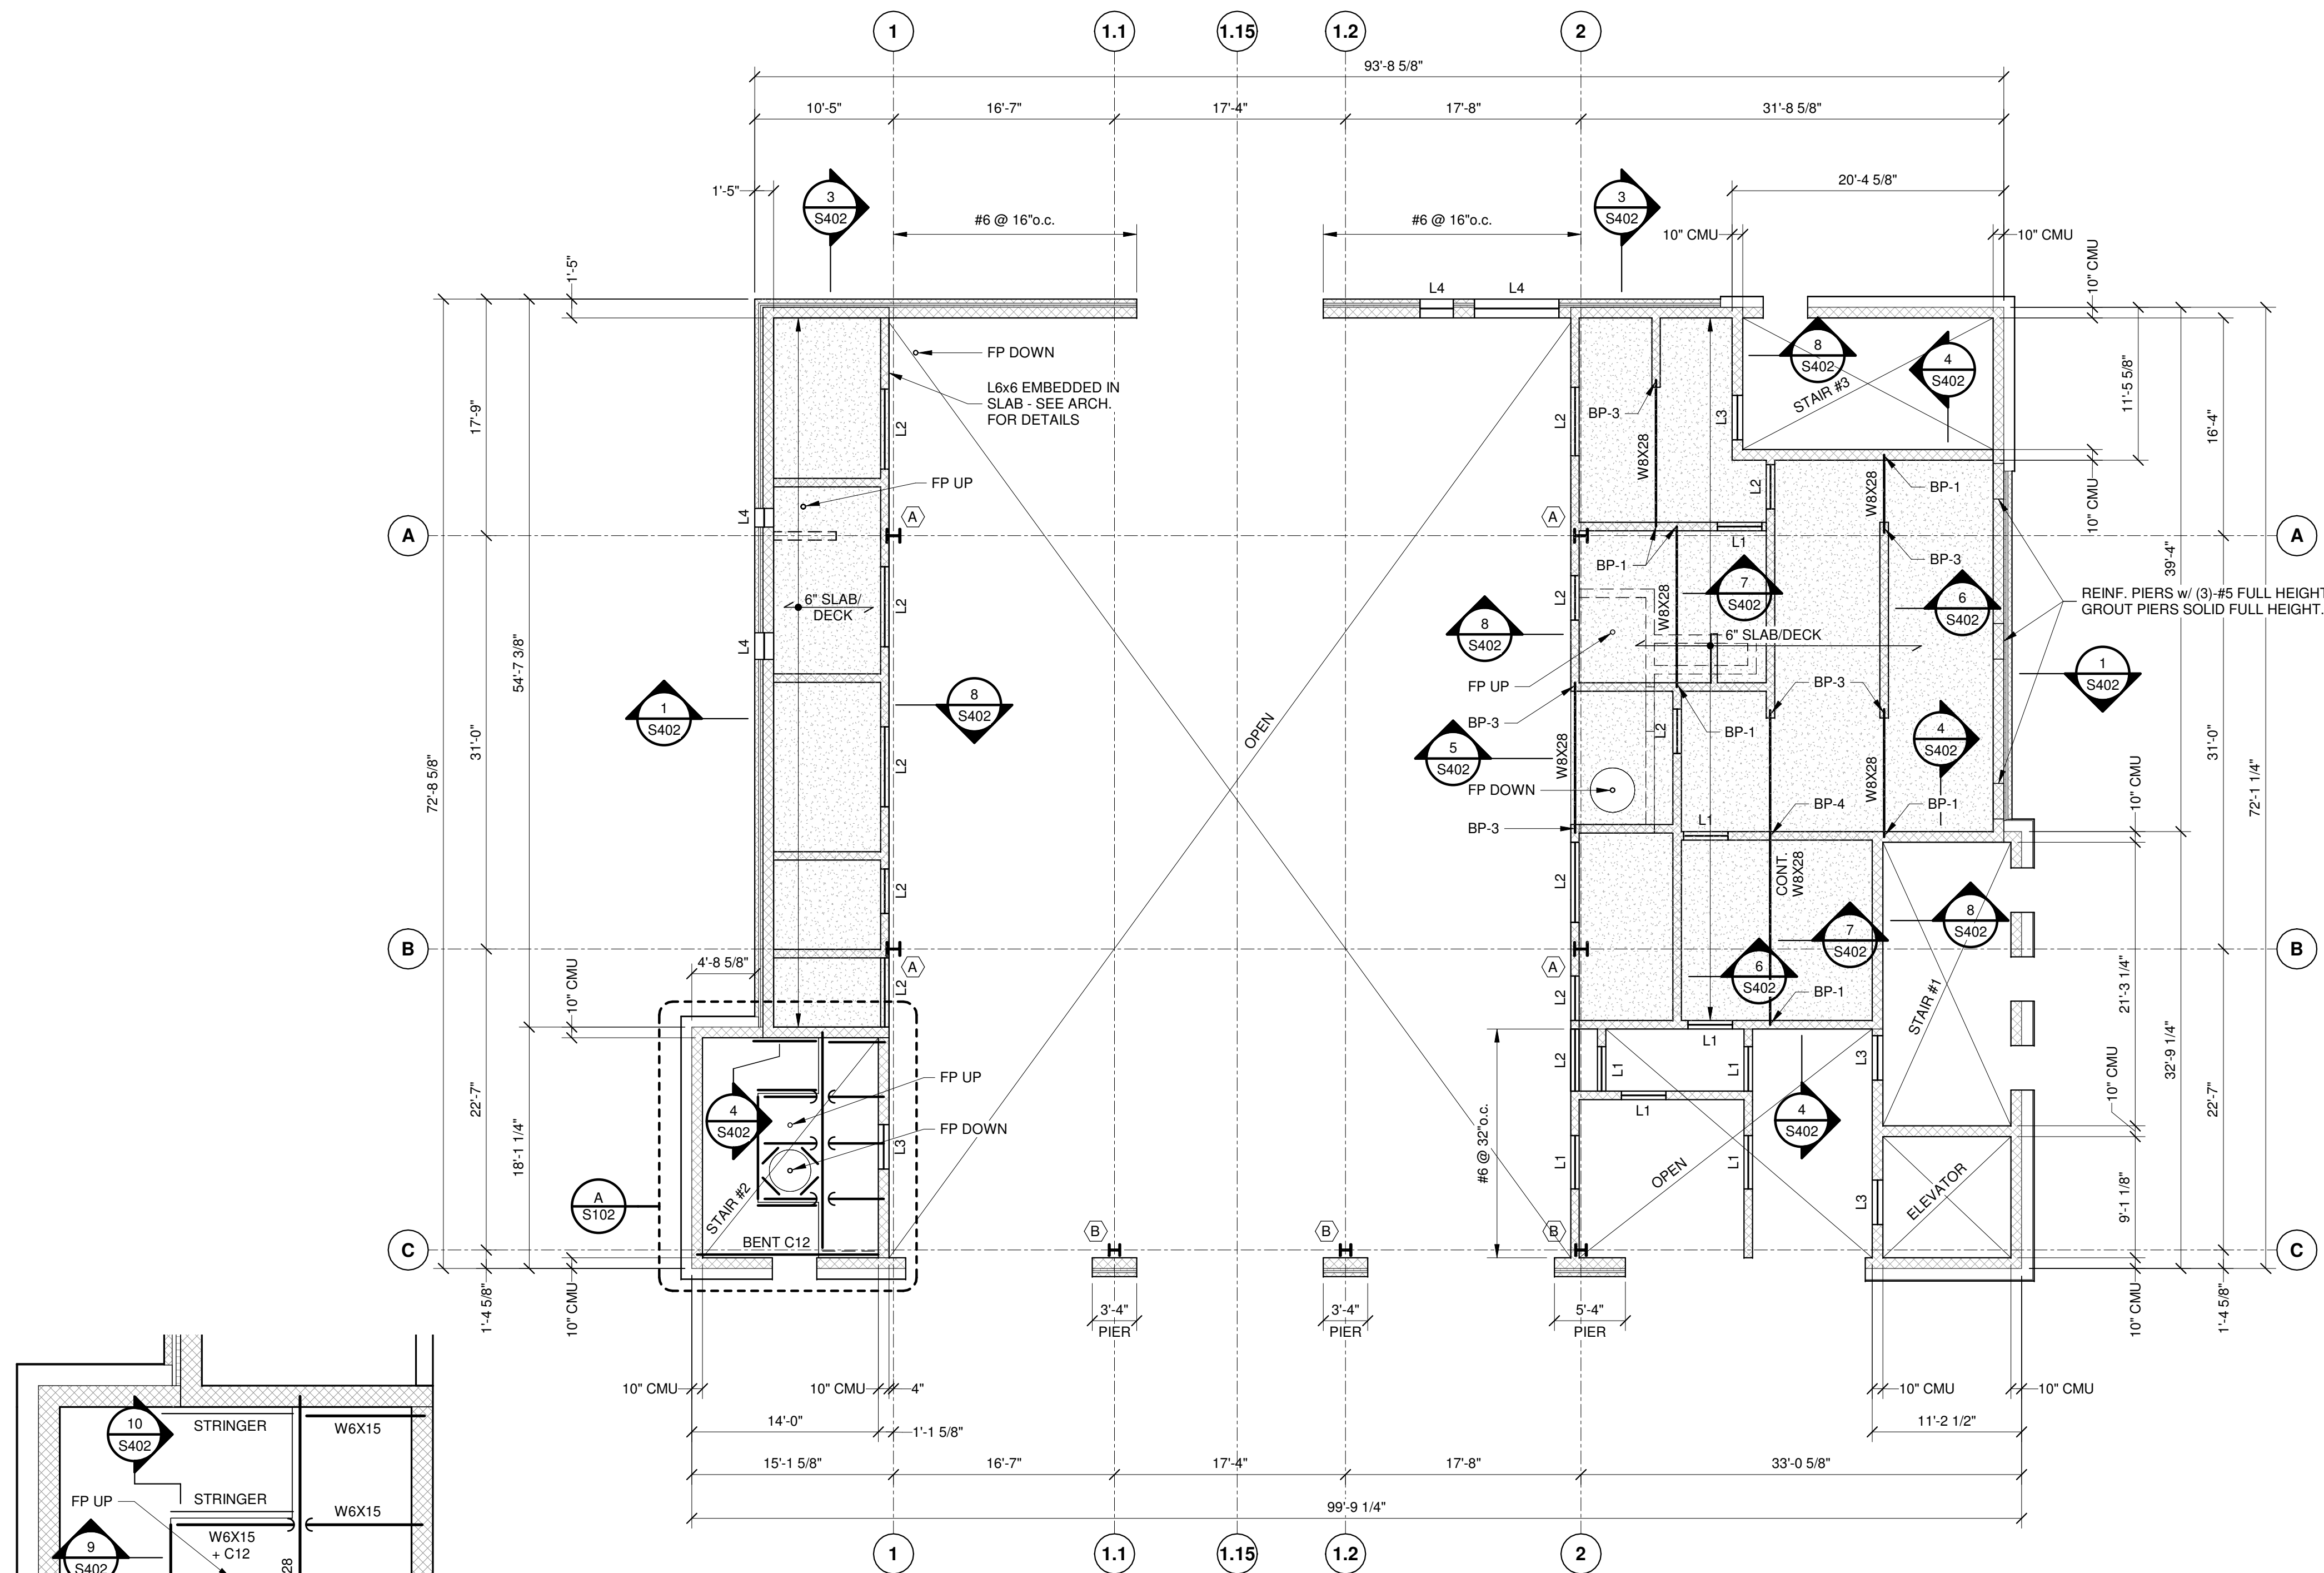 1
1.1
1.15
1.2
2
93'-8 5/8"
10'-5"
16'-7"
17'-4"
17'-8"
31'-8 5/8"
1'-5"
3
S402
#6 @ 16"o.c.
#6 @ 16"o.c.
3
S402
20'-4 5/8"
10" CMU
10" CMU
1'-5"
10" CMU
L4
L4
FP DOWN
L6x6 EMBEDDED IN
SLAB - SEE ARCH.
FOR DETAILS
8
S402
4
S402
STAIR #3
11'-5 5/8"
17'-9"
16'-4"
L2
L2
BP-3
L3
W8X28
FP UP
L2
W8X28
BP-1
10" CMU
L4
A
A
A
A
L1
BP-3
39'-4"
BP-1
7
S402
6
S402
REINF. PIERS w/ (3)-#5 FULL HEIGHT
GROUT PIERS SOLID FULL HEIGHT.
6" SLAB/
DECK
L2
L2
W8X28
8
S402
6" SLAB/DECK
L4
54'-7 3/8"
1
S402
8
S402
FP UP
BP-3
1
S402
BP-3
OPEN
L2
BP-1
4
S402
31'-0"
31'-0"
72'-8 5/8"
72'-1 1/4"
5
S402
W8X28
L2
W8X28
FP DOWN
10" CMU
BP-4
BP-1
L1
BP-3
L2
L2
CONT.
W8X28
8
S402
7
S402
B
B
A
A
4'-8 5/8"
10" CMU
L2
L2
6
S402
BP-1
STAIR #1
21'-3 1/4"
L1
L3
32'-9 1/4"
FP UP
L2
L1
L1
10" CMU
L1
22'-7"
22'-7"
4
S402
FP DOWN
#6 @ 32"o.c.
4
S402
18'-1 1/4"
L3
L1
L1
OPEN
STAIR #2
A
S102
ELEVATOR
L3
9'-1 1/8"
BENT C12
B
B
B
C
C
1'-4 5/8"
10" CMU
3'-4"
PIER
3'-4"
PIER
5'-4"
PIER
10" CMU
1'-4 5/8"
10" CMU
10" CMU
4"
10" CMU
10" CMU
14'-0"
1'-1 5/8"
11'-2 1/2"
15'-1 5/8"
16'-7"
17'-4"
17'-8"
33'-0 5/8"
99'-9 1/4"
1
1.1
1.15
1.2
2
10
S402
STRINGER
W6X15
STRINGER
FP UP
W6X15
W6X15
+ C12
9
S402
28